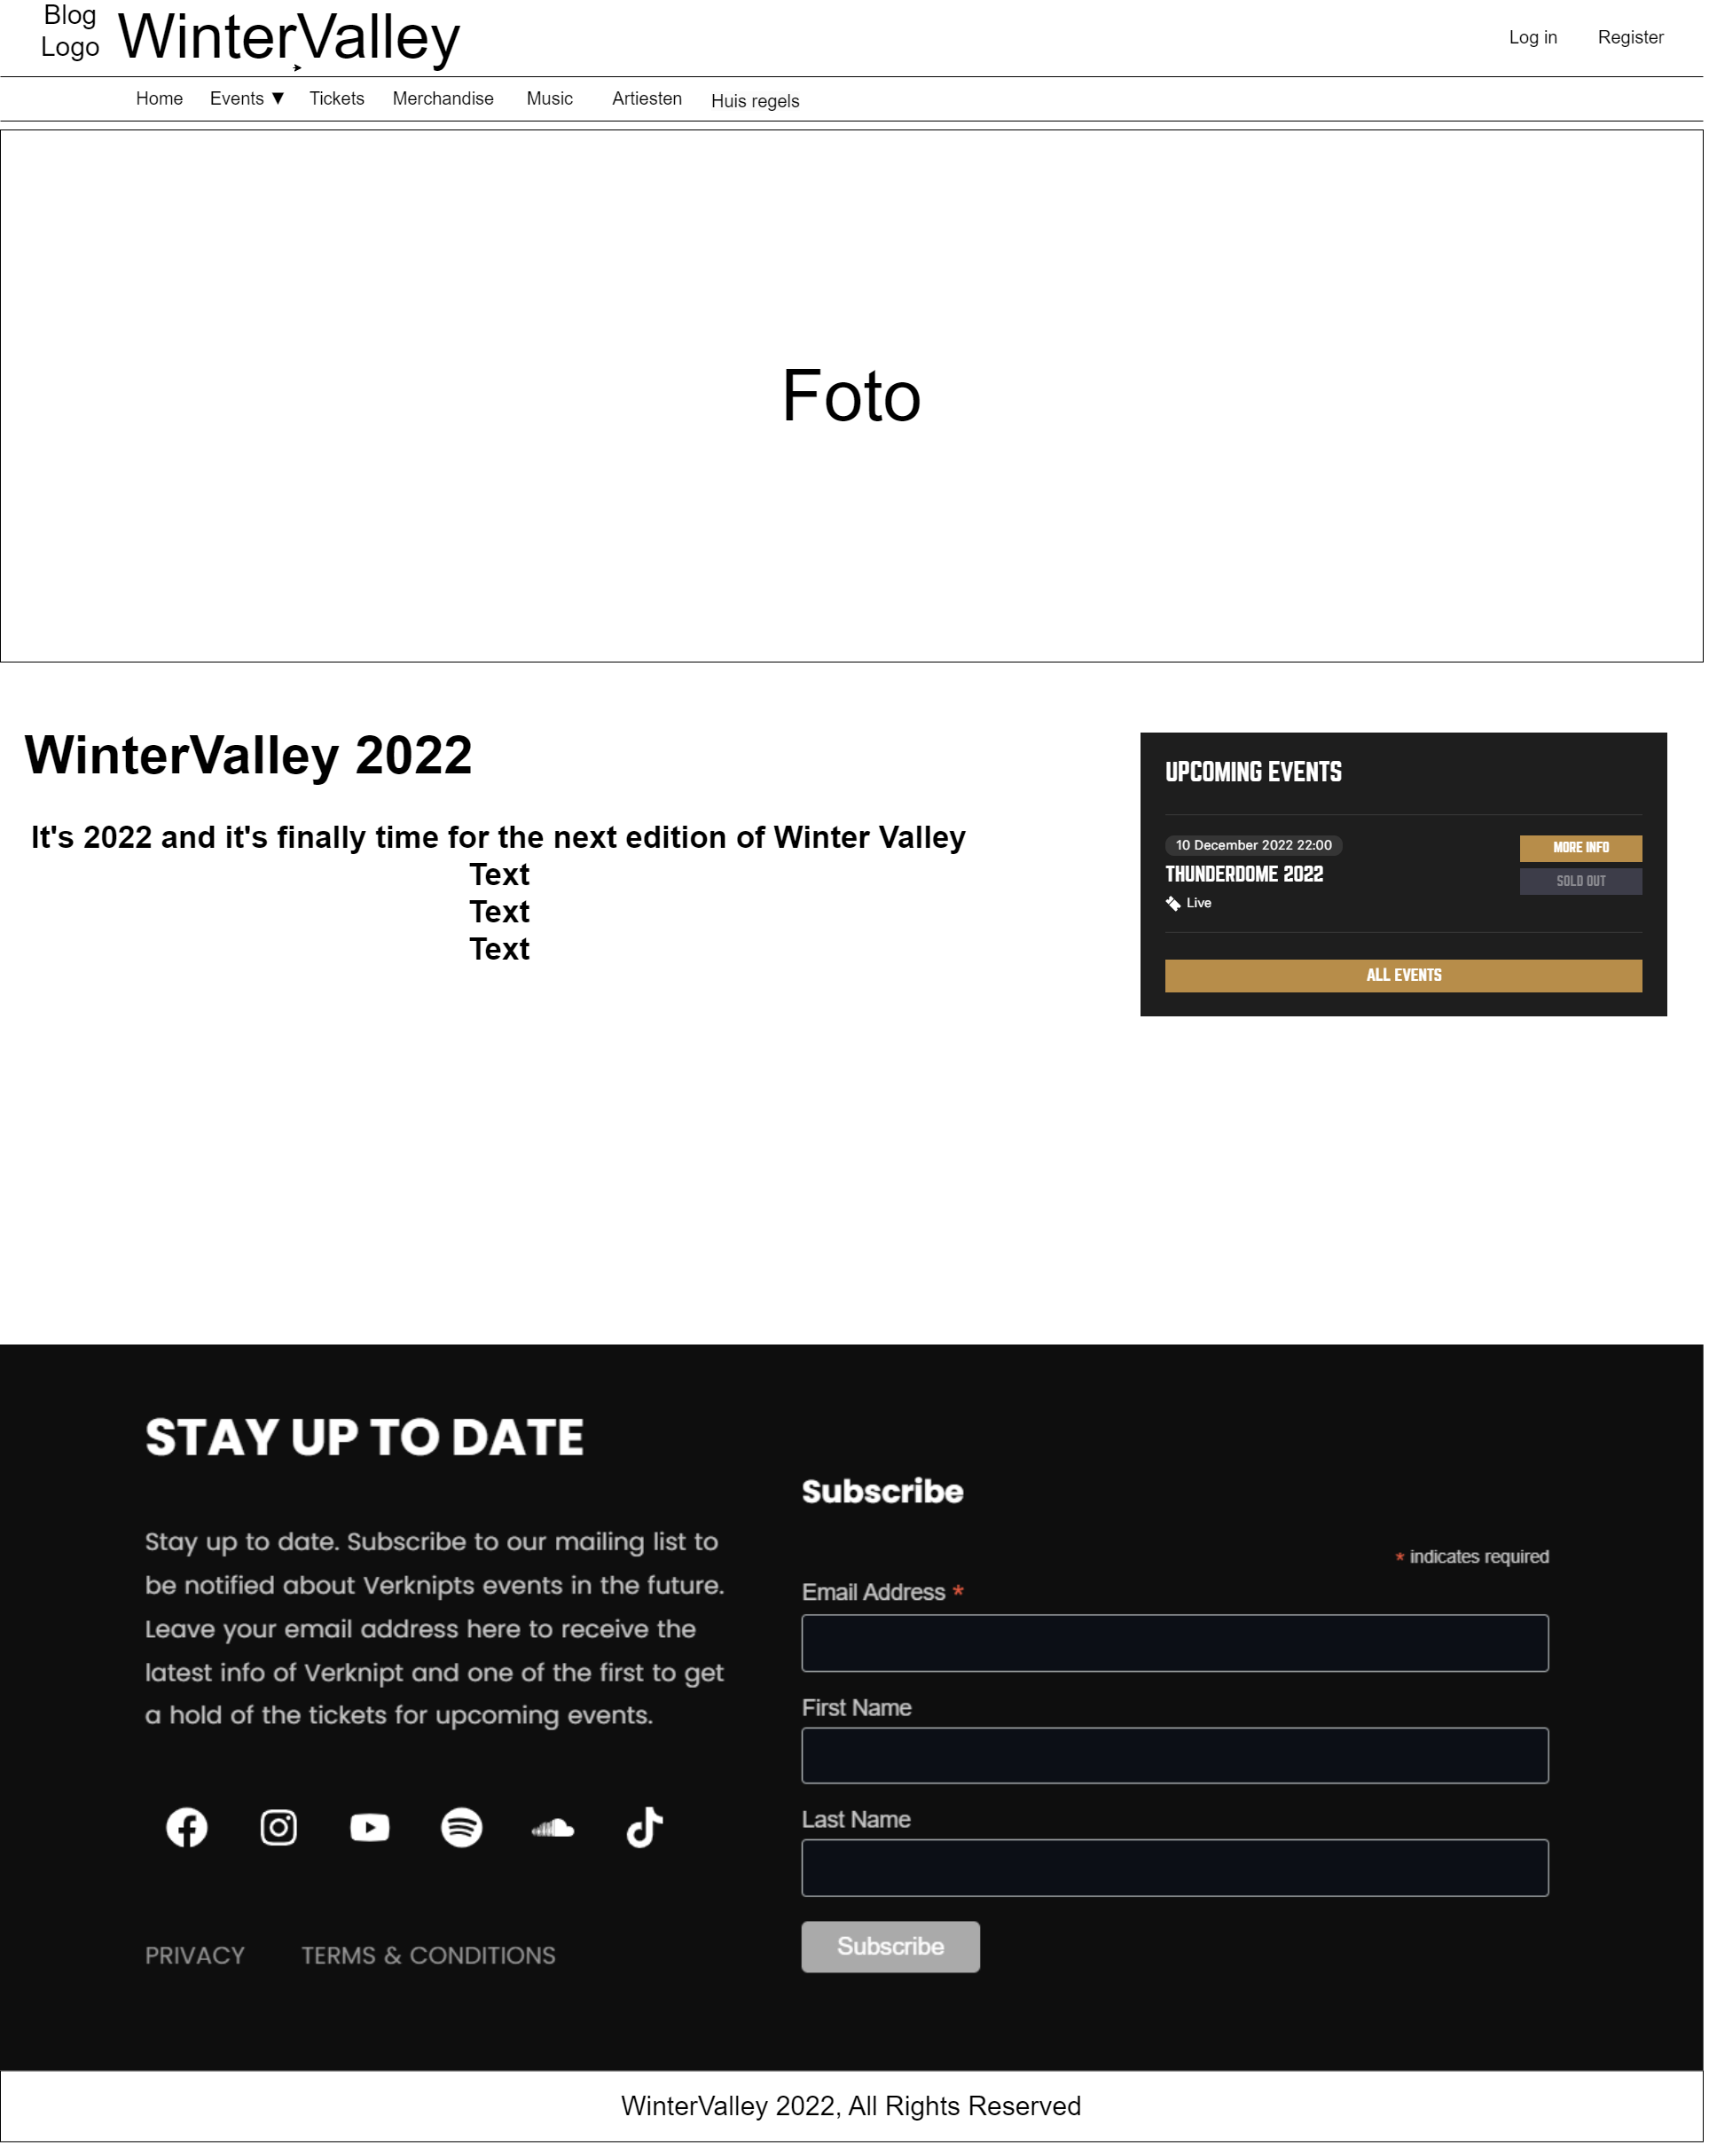 Blog
Logo
WinterValley
Log in
Register
Home
Events ▼
Tickets
Merchandise
Music
Artiesten
Huis regels
Foto
WinterValley 2022
It's 2022 and it's finally time for the next edition of Winter Valley
Text
Text
Text
UPCOMING EVENTS
10 December 2022 22:00
THUNDERDOME 2022
Live
MORE INFO
SOLD OUT
ALL EVENTS
STAY UP TO DATE
Stay up to date. Subscribe to our mailing list to
be notified about Verknipts events in the future.
Leave your email address here to receive the
latest info of Verknipt and one of the first to get
a hold of the tickets for upcoming events.
PRIVACY
TERMS & CONDITIONS
Subscribe
* indicates required
Email Address *
First Name
Last Name
Subscribe
WinterValley 2022, All Rights Reserved